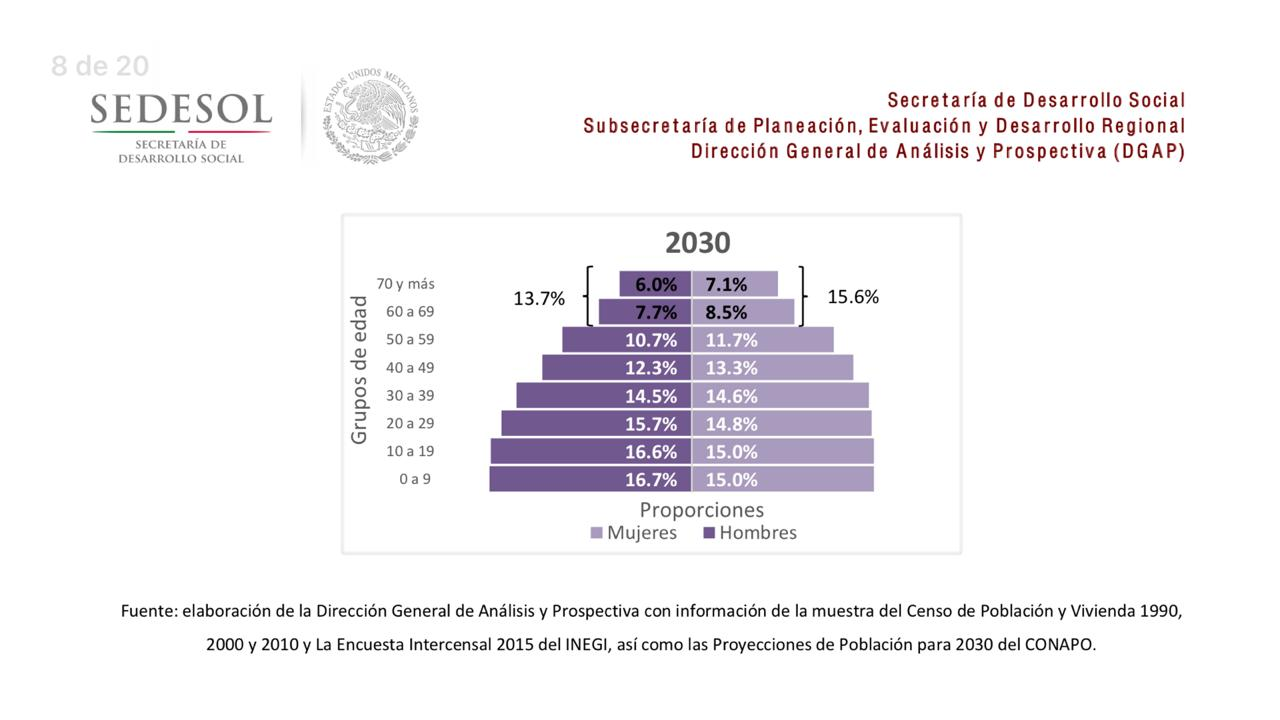 8 de 20
SEDESOL
SECRETARÍA DE
DESARROLLO SOCIAL
ESTADOS UNIDOS MEXICANOS
Secretaría de Desarrollo Social
Subsecretaría de Planeación, Evaluación y Desarrollo Regional
Dirección General de Análisis y Prospectiva (DGAP)
2030
Grupos de edad
70 y más 6.0% 7.1%
13.7% 15.6%
60 a 69 7.7% 8.5%
50 a 59 10.7% 11.7%
40 a 49 12.3% 13.3%
30 a 39 14.5% 14.6%
20 a 29 15.7% 14.8%
10 a 19 16.6% 15.0%
0 a 9 16.7% 15.0%
Proporciones
Mujeres Hombres
Fuente: elaboración de la Dirección General de Análisis y Prospectiva con información de la muestra del Censo de Población y Vivienda 1990,
2000 y 2010 y La Encuesta Intercensal 2015 del INEGI, así como las Proyecciones de Población para 2030 del CONAPO.